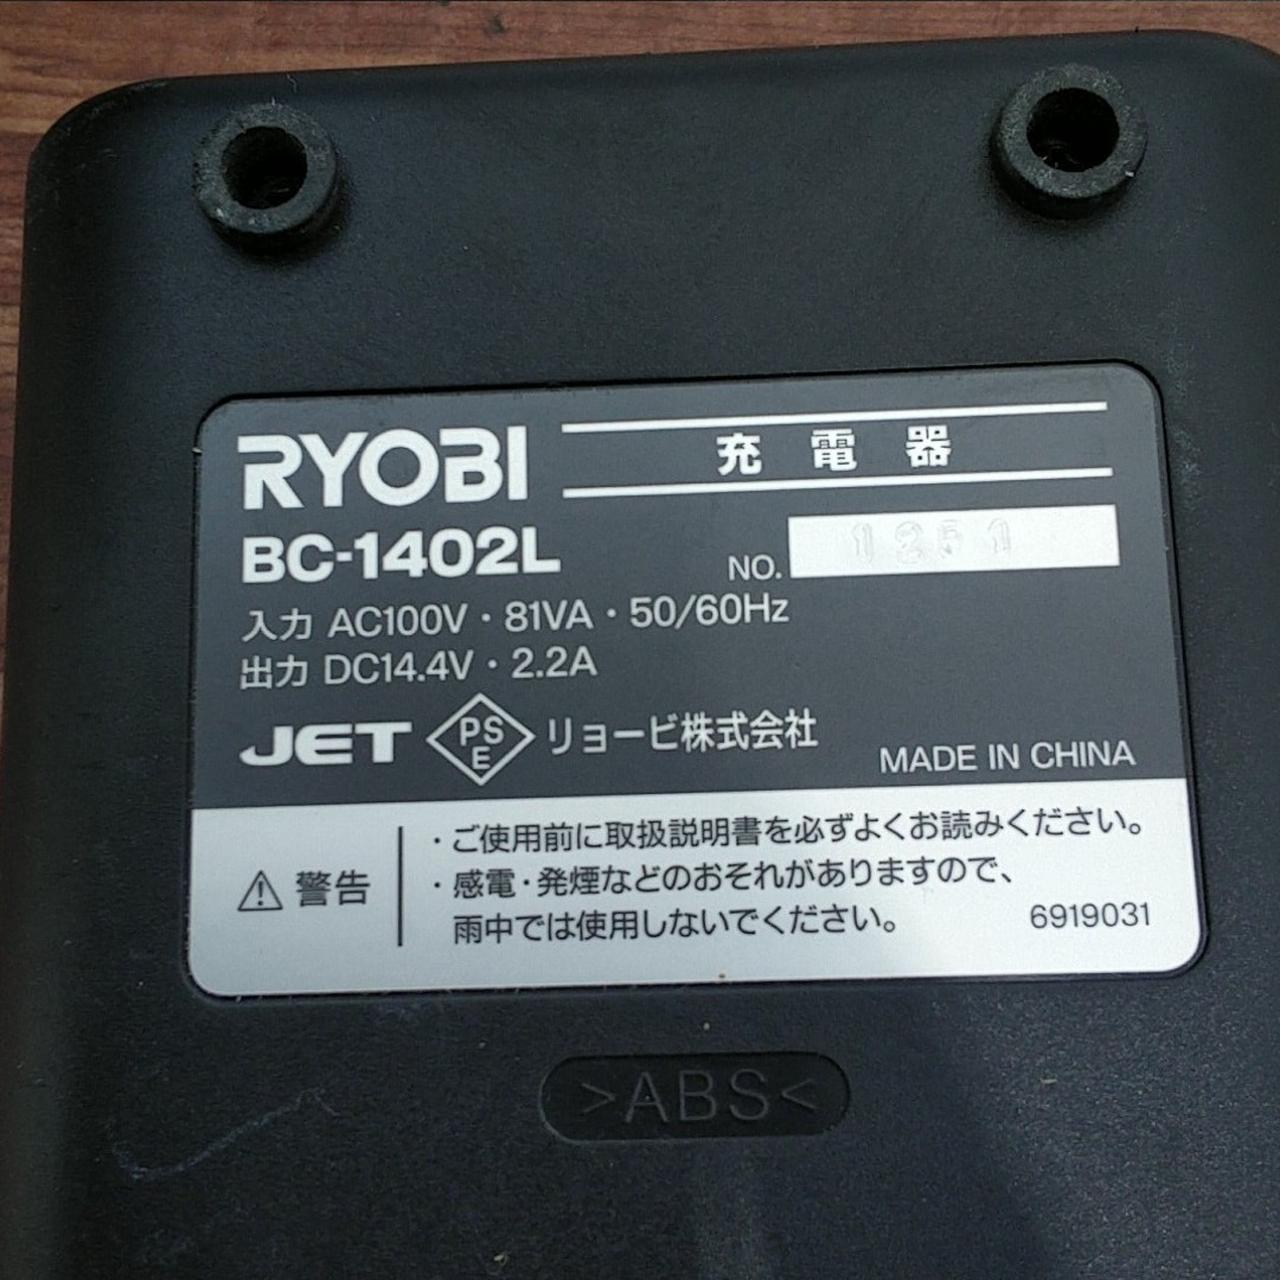 RYOBI 充電器
BC-1402L
NO. 1251
入力 AC100V・81VA・50/60Hz
出力 DC14.4V・2.2A
JET PSE リョービ株式会社
MADE IN CHINA
⚠警告
・ご使用前に取扱説明書を必ずよくお読みください。
・感電・発煙などのおそれがありますので、
雨中では使用しないでください。
6919031
>ABS<